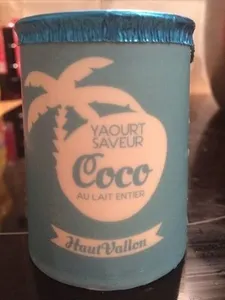 YAOURT
SAVEUR
Coco
AU LAIT ENTIER
HautVallon